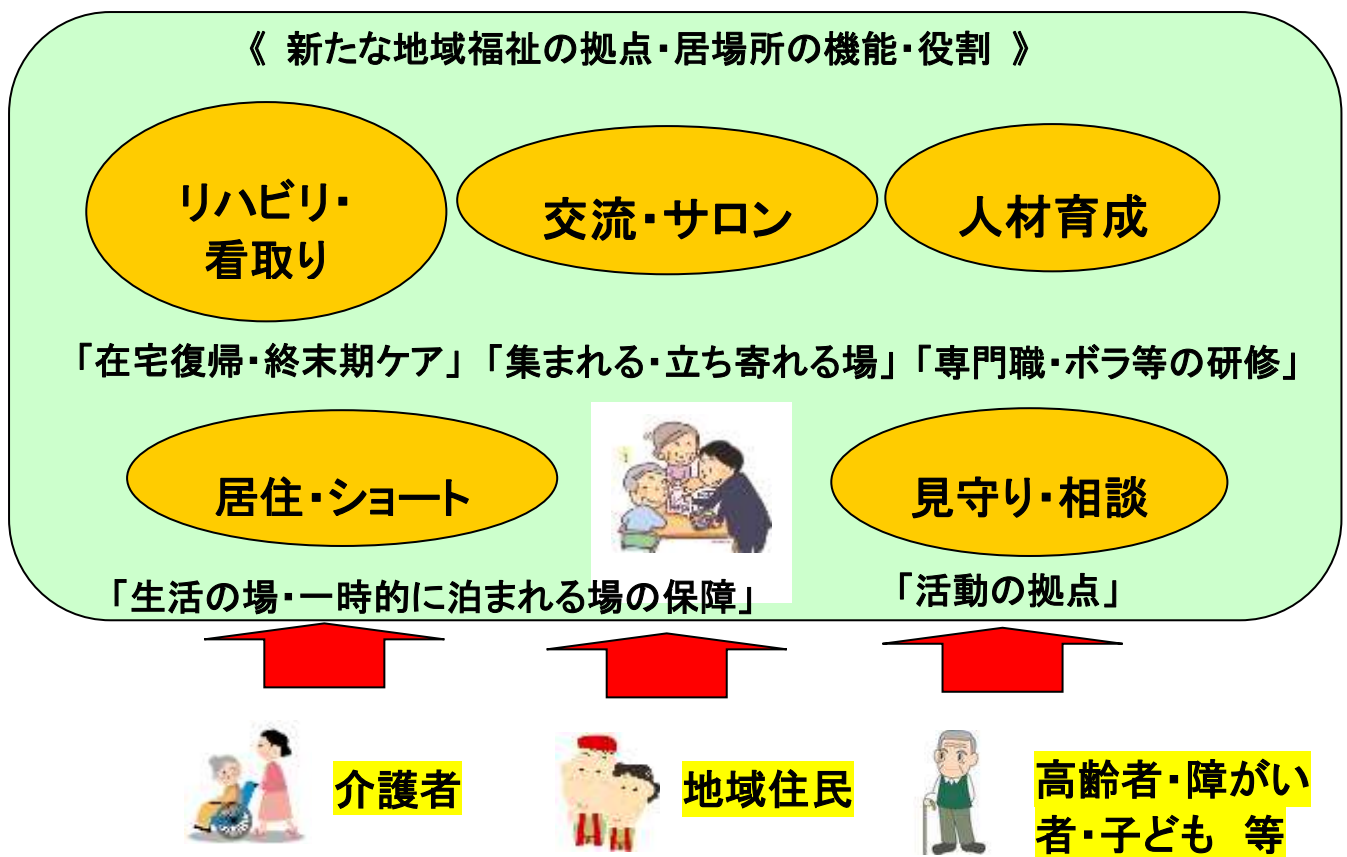 《 新たな地域福祉の拠点・居場所の機能・役割 》
リハビリ・
看取り
交流・サロン
人材育成
「在宅復帰・終末期ケア」「集まれる・立ち寄れる場」「専門職・ボラ等の研修」
居住・ショート
見守り・相談
「生活の場・一時的に泊まれる場の保障」
「活動の拠点」
介護者
地域住民
高齢者・障がい
者・子ども 等